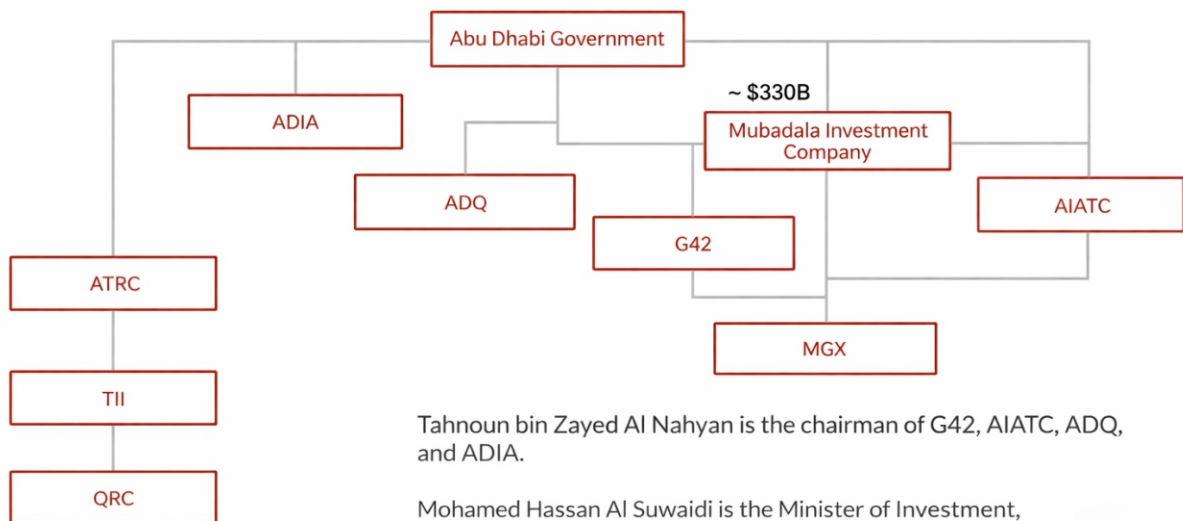 Abu Dhabi Government
~ $330B
ADIA
Mubadala Investment
Company
ADQ
AIATC
G42
ATRC
MGX
TII
Tahnoun bin Zayed Al Nahyan is the chairman of G42, AIATC, ADQ,
and ADIA.
QRC
Mohamed Hassan Al Suwaidi is the Minister of Investment,